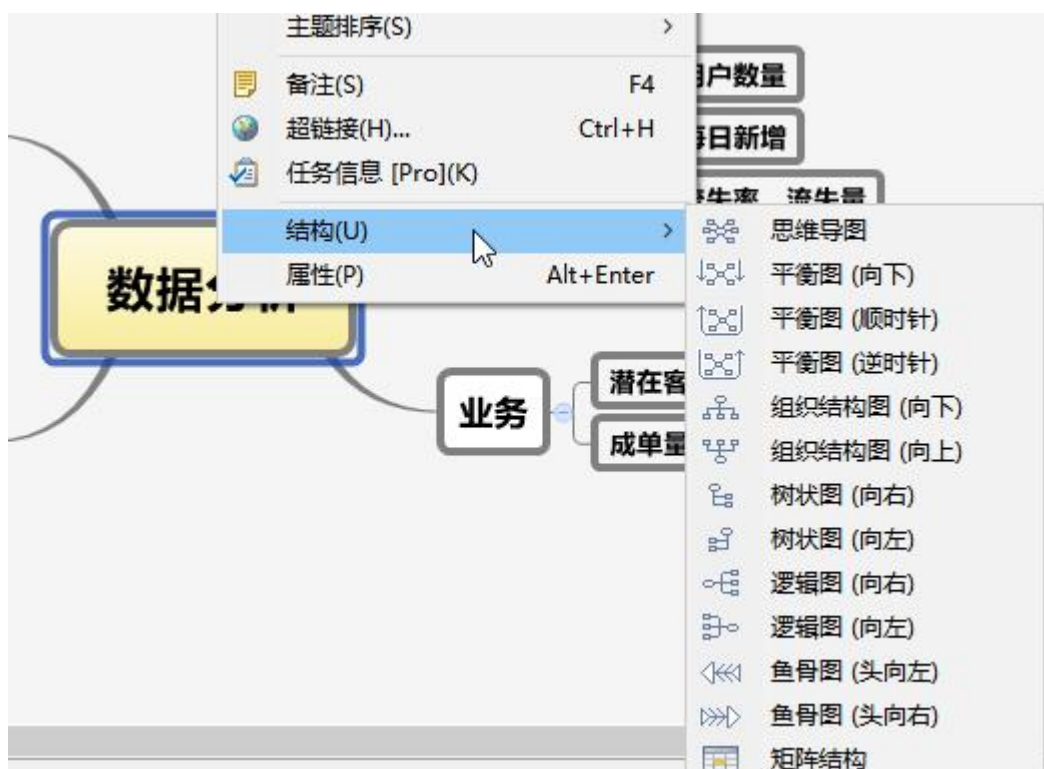 主题排序(S)
备注(S) F4
超链接(H)... Ctrl+H
任务信息 [Pro](K)
结构(U)
属性(P) Alt+Enter
户数量
日新增
流失量
数据分析
业务
潜在客
成单量
思维导图
平衡图 (向下)
平衡图 (顺时针)
平衡图 (逆时针)
组织结构图 (向下)
组织结构图 (向上)
树状图 (向右)
树状图 (向左)
逻辑图 (向右)
逻辑图 (向左)
鱼骨图 (头向左)
鱼骨图 (头向右)
矩阵结构